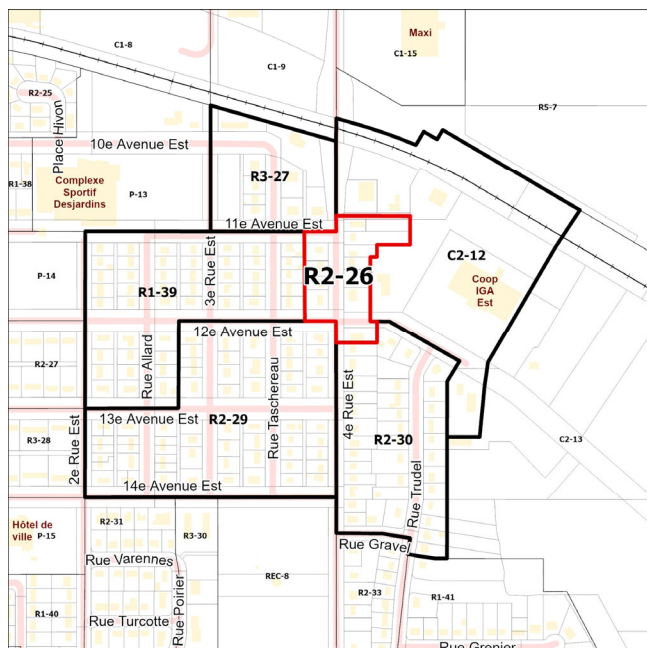 C1-8
Maxi
C1-15
C1-9
R2-25
R5-7
Place Hivon
10e Avenue Est
R3-27
Complexe
Sportif
Desjardins
R1-38
P-13
11e Avenue Est
C2-12
R2-26
P-14
3e Rue Est
Coop
IGA
Est
R1-39
12e Avenue Est
R2-27
Rue Allard
Rue Taschereau
4e Rue Est
13e Avenue Est
R2-29
R3-28
2e Rue Est
R2-30
C2-13
Rue Trudel
14e Avenue Est
Hôtel de
ville
P-15
R2-31
R3-30
Rue Gravel
Rue Varennes
REC-8
R2-33
R1-41
R1-40
Rue Turcotte
Rue Poirier
Rue Grenier